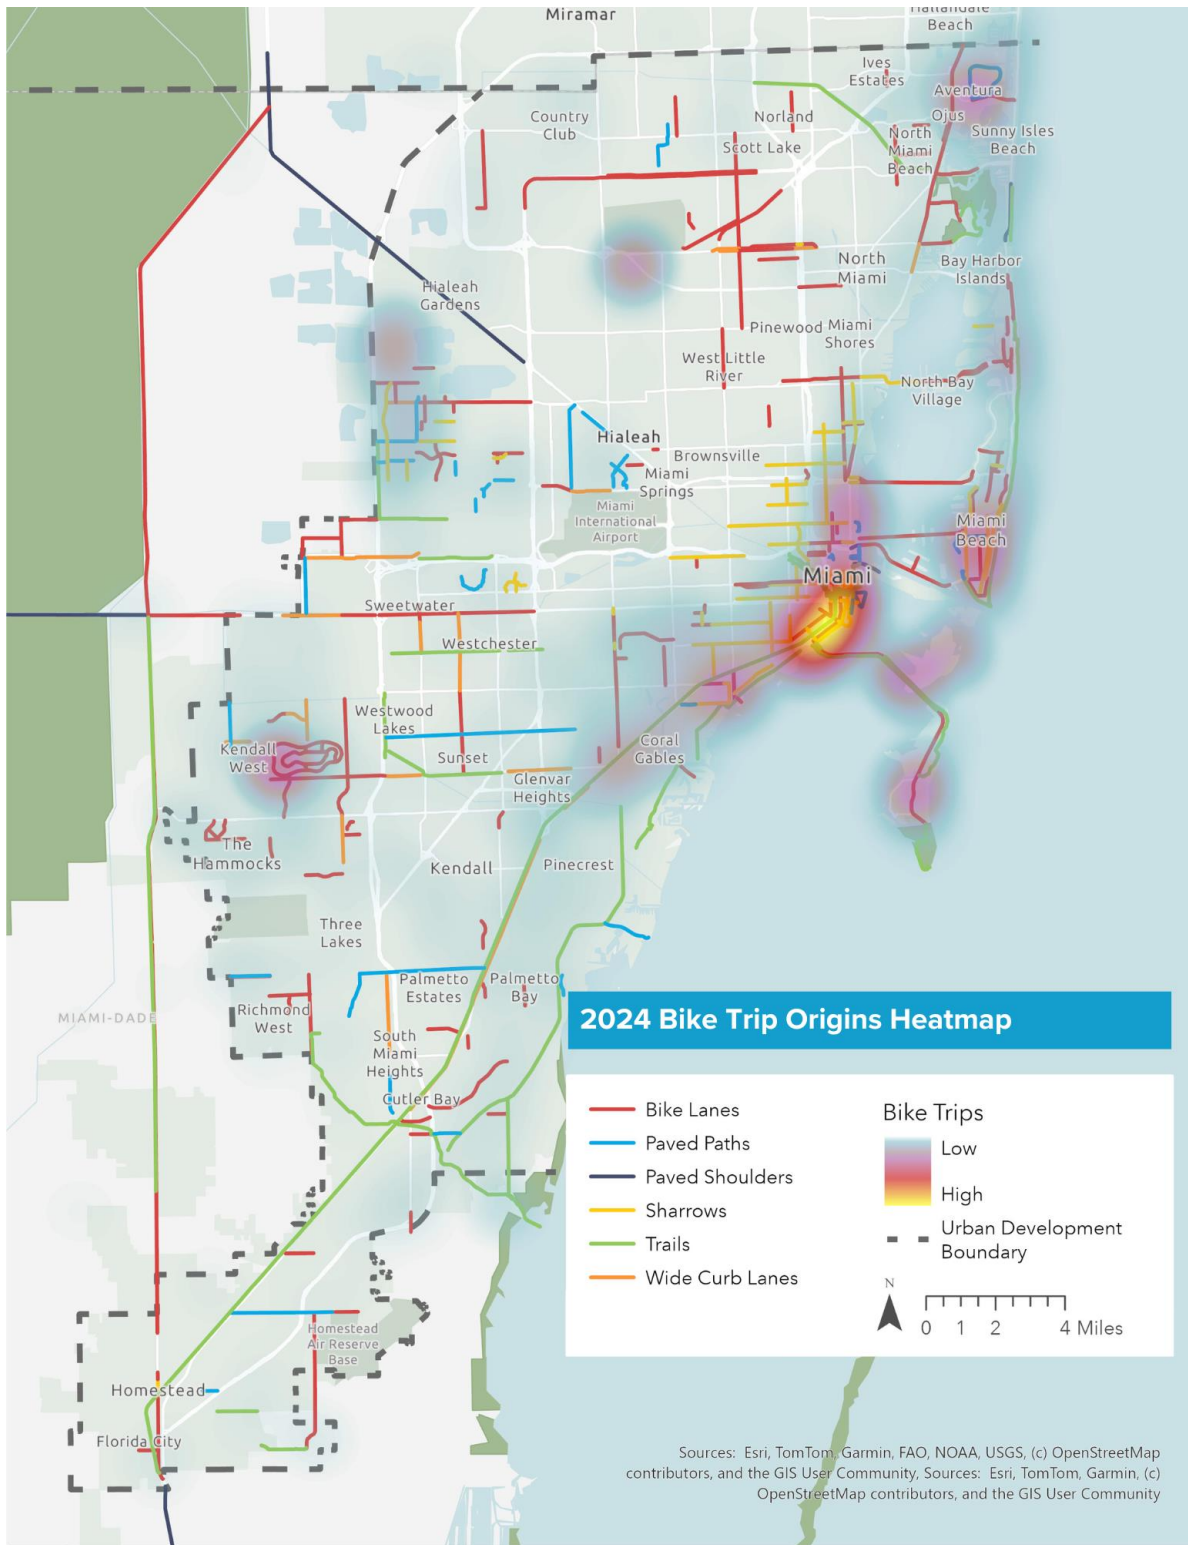 Miramar
Hallandale
Beach
Ives
Estates
Aventura
Country
Club
Norland
Ojus
North
Miami
Beach
Sunny Isles
Beach
Scott Lake
North
Miami
Bay Harbor
Islands
Hialeah
Gardens
Pinewood
Miami
Shores
West Little
River
North Bay
Village
Hialeah
Brownsville
Miami
Springs
Miami
International
Airport
Miami
Beach
Miami
Sweetwater
Westchester
Westwood
Lakes
Kendall
West
Sunset
Coral
Gables
Glenvar
Heights
The
Hammocks
Kendall
Pinecrest
Three
Lakes
Palmetto
Estates
Palmetto
Bay
Richmond
West
MIAMI-DADE
South
Miami
Heights
Cutler Bay
Homestead
Air Reserve
Base
Homestead
Florida City
2024 Bike Trip Origins Heatmap
Bike Lanes
Paved Paths
Paved Shoulders
Sharrows
Trails
Wide Curb Lanes
Bike Trips
Low
High
Urban Development
Boundary
N
0 1 2 4 Miles
Sources: Esri, TomTom, Garmin, FAO, NOAA, USGS, (c) OpenStreetMap
contributors, and the GIS User Community, Sources: Esri, TomTom, Garmin, (c)
OpenStreetMap contributors, and the GIS User Community